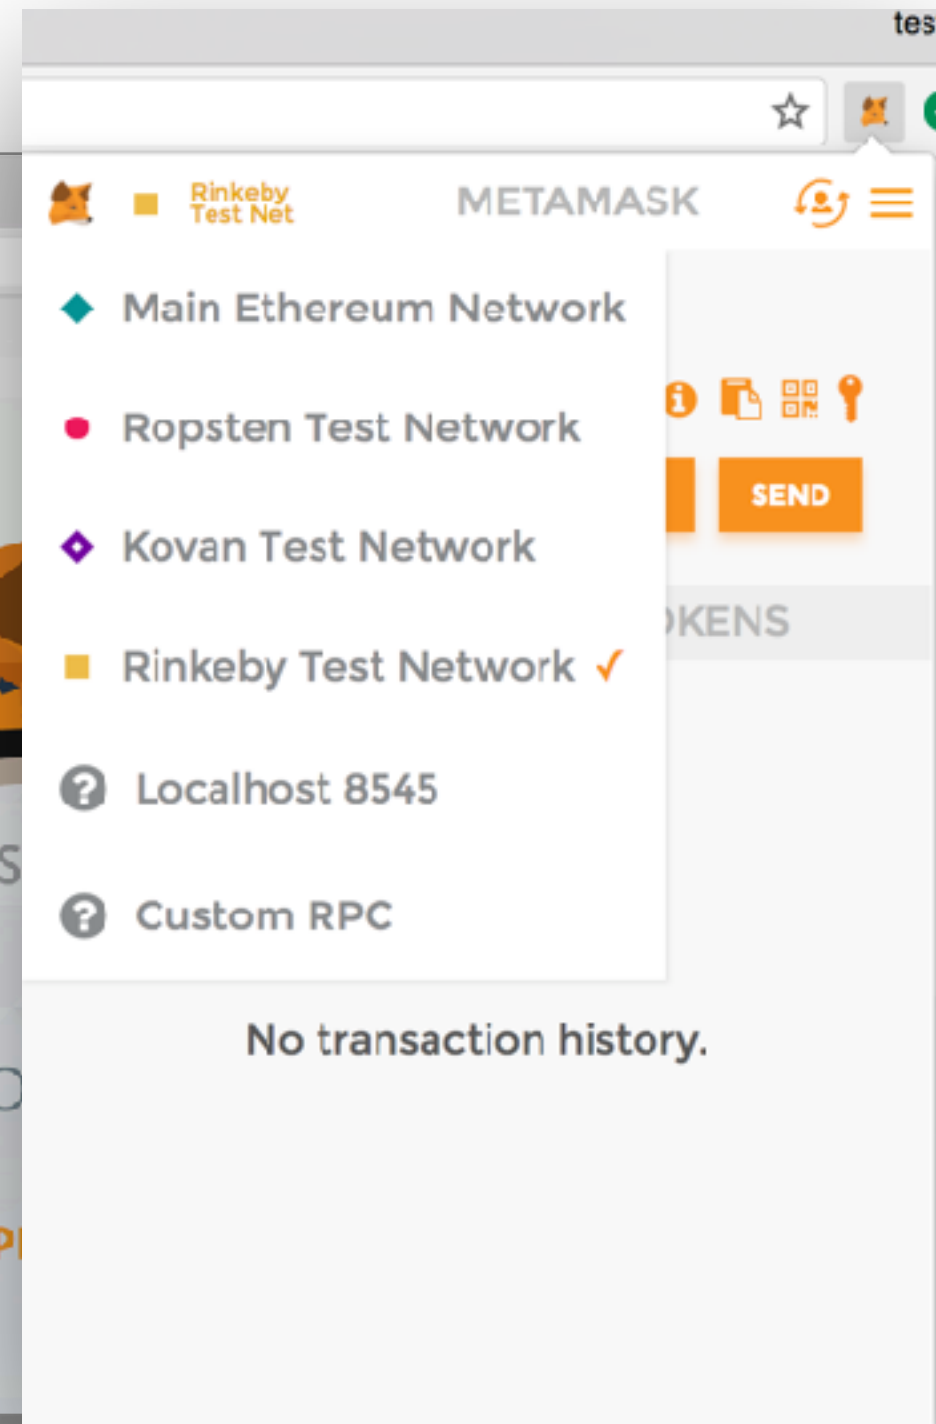 tes
Rinkeby
Test Net
METAMASK
Main Ethereum Network
Ropsten Test Network
SEND
Kovan Test Network
KENS
Rinkeby Test Network
Localhost 8545
Custom RPC
No transaction history.